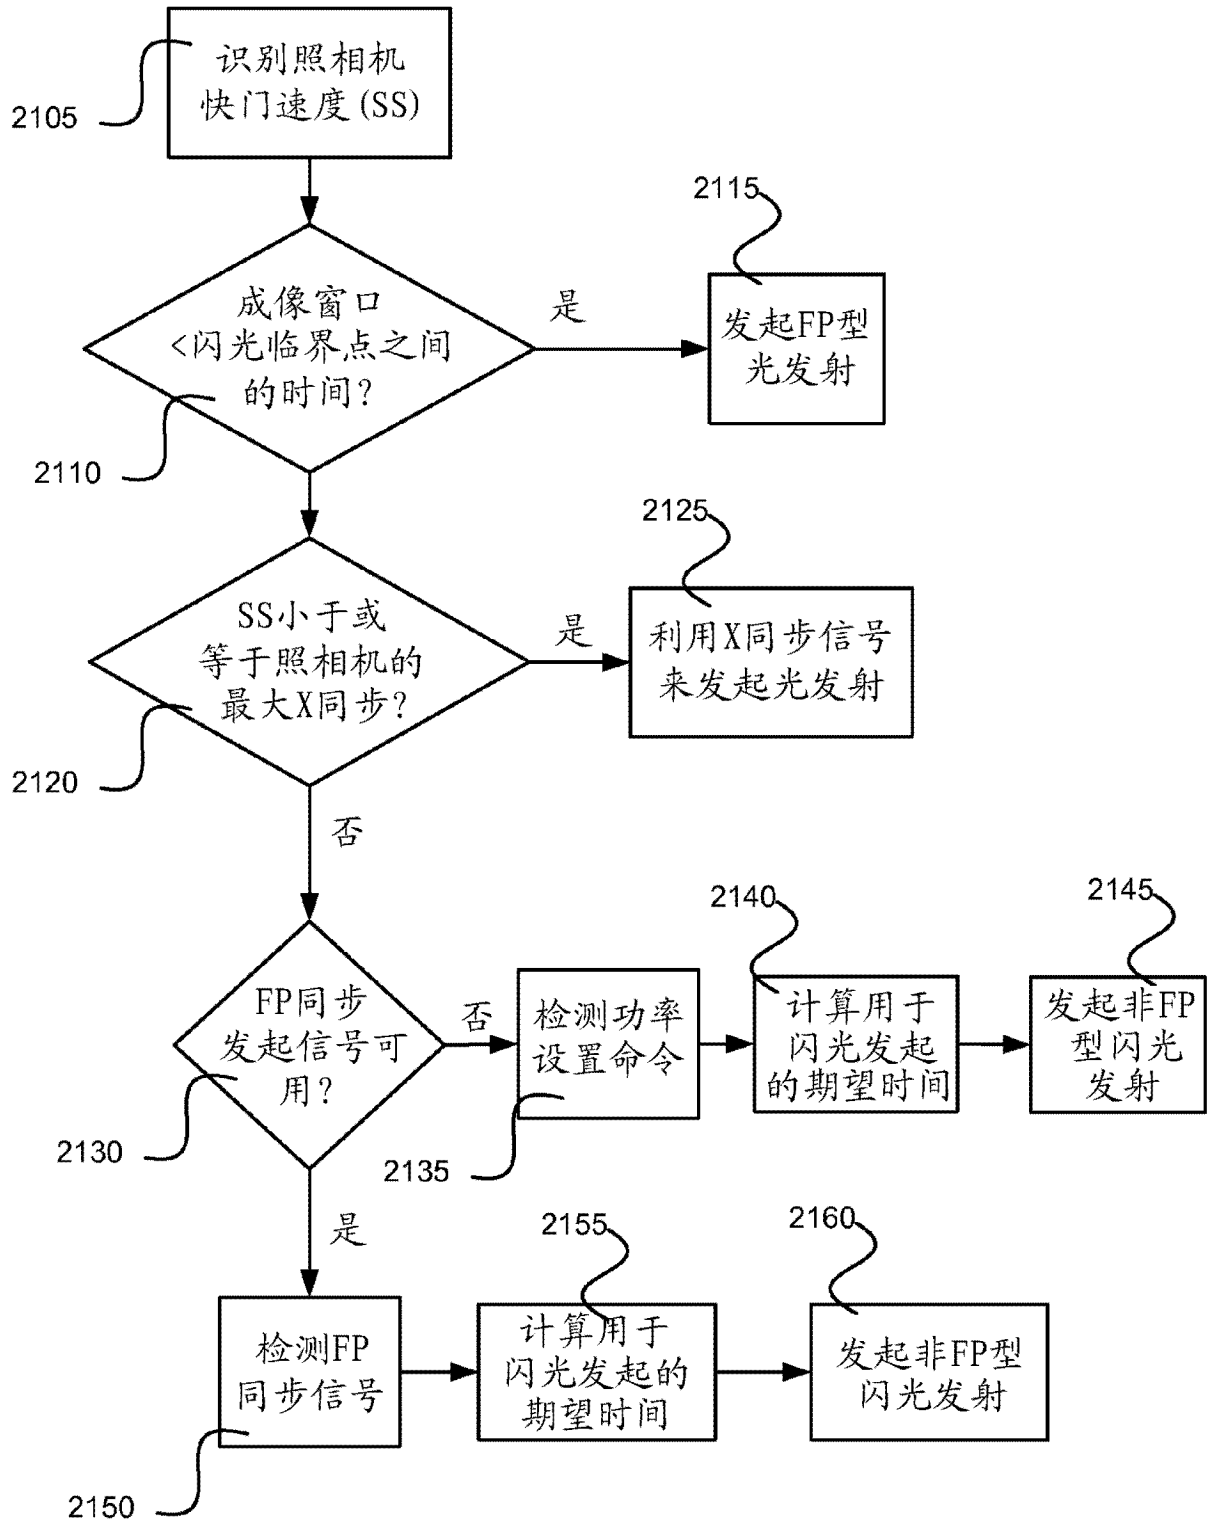 识别照相机
快门速度(SS)
2105
2115
成像窗口
<闪光临界点之间
的时间?
是
发起FP型
光发射
2110
2125
SS小于或
等于照相机的
最大X同步?
是
利用X同步信号
来发起光发射
2120
否
2140
2145
FP同步
发起信号可
用?
否
检测功率
设置命令
计算用于
闪光发起
的期望时间
发起非FP
型闪光
发射
2130
2135
是
2155
2160
检测FP
同步信号
计算用于
闪光发起的
期望时间
发起非FP型
闪光发射
2150